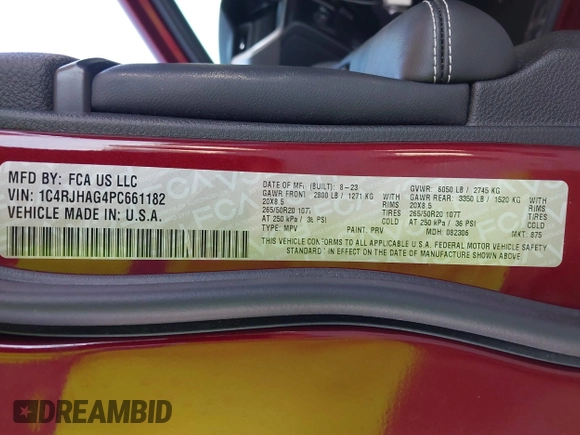 MFD BY: FCA US LLC
VIN: 1C4RJHAG4PC661182
VEHICLE MADE IN: U.S.A.
DATE OF MFR (BUILT): 8-23
GAWR FRONT 2800 LB / 1271 KG
265/50R20 107T
AT 250 kPa / 36 PSI
TYPE: MPV
WITH
RIMS
20X8.5
COLD
PAINT: PRV
GVWR: 6050 LB / 2745 KG
GAWR REAR: 3350 LB / 1520 KG
265/50R20 107T
AT 250 kPa / 36 PSI
MDH: 082306
WITH
RIMS
20X8.5
COLD
MKT: 875
THIS VEHICLE CONFORMS TO ALL APPLICABLE U.S.A. FEDERAL MOTOR VEHICLE SAFETY
STANDARDS IN EFFECT ON THE DATE OF MANUFACTURE SHOWN ABOVE.
DREAMBID